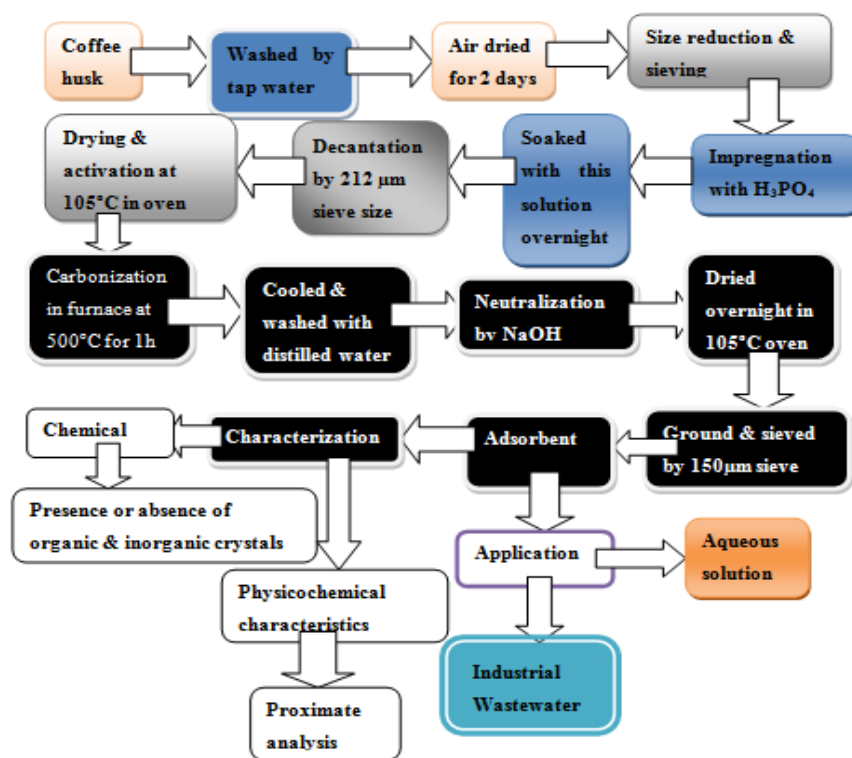 Coffee
husk
Washed by
tap water
Air dried
for 2 days
Size reduction &
sieving
Drying &
activation at
105°C in oven
Decantation
by 212 µm
sieve size
Soaked
with this
solution
overnight
Impregnation
with H₃PO₄
Carbonization
in furnace at
500°C for 1h
Cooled &
washed with
distilled water
Neutralization
by NaOH
Dried
overnight in
105°C oven
Chemical
Characterization
Adsorbent
Ground & sieved
by 150µm sieve
Presence or absence of
organic & inorganic crystals
Application
Aqueous
solution
Physicochemical
characteristics
Industrial
Wastewater
Proximate
analysis